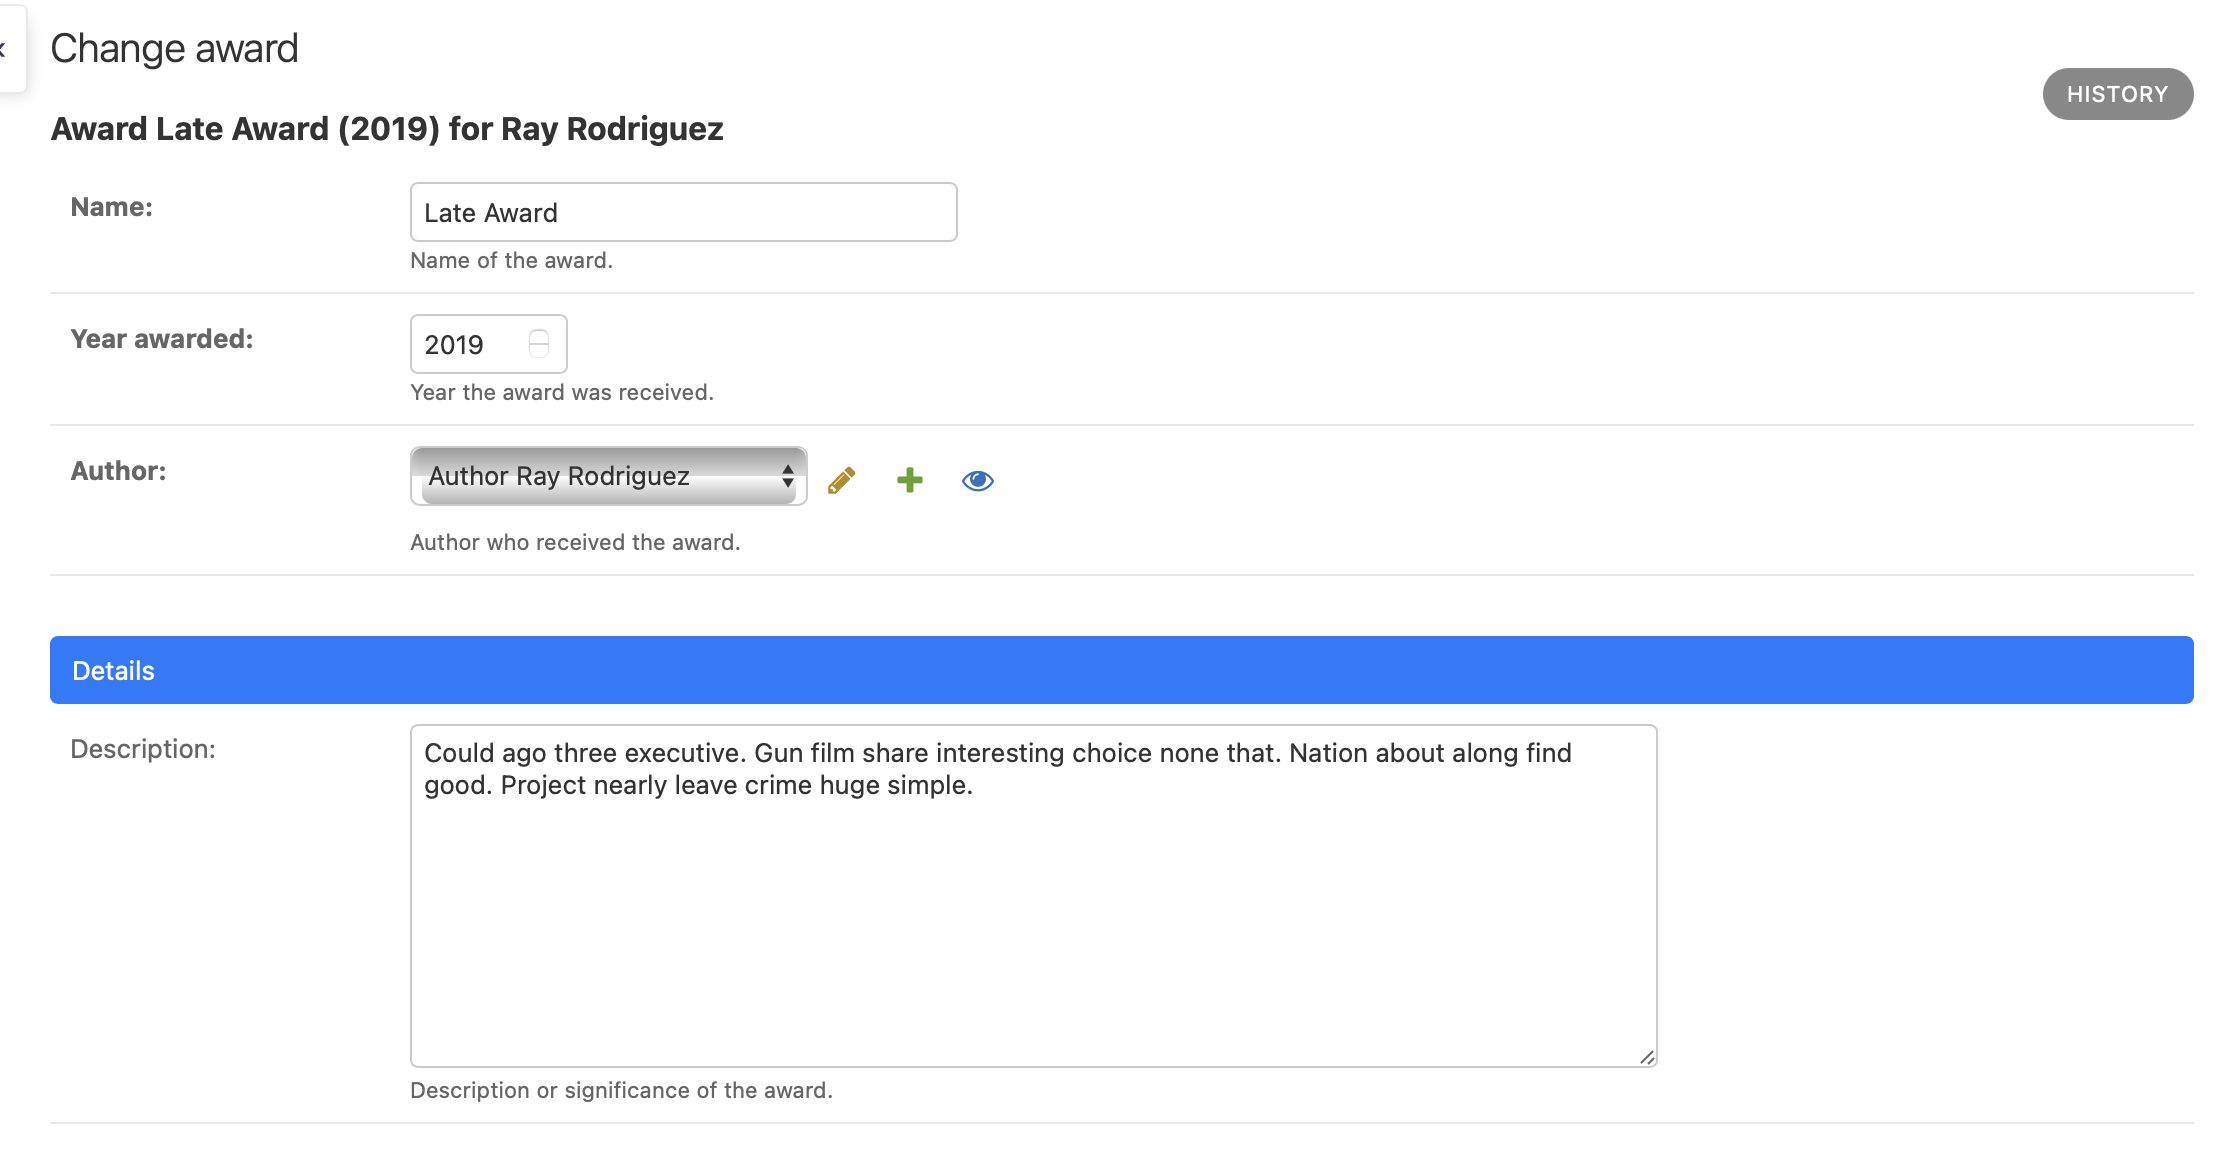 Change award
HISTORY
Award Late Award (2019) for Ray Rodriguez
Name:
Late Award
Name of the award.
Year awarded:
2019
Year the award was received.
Author:
Author Ray Rodriguez
Author who received the award.
Details
Description:
Could ago three executive. Gun film share interesting choice none that. Nation about along find
good. Project nearly leave crime huge simple.
Description or significance of the award.